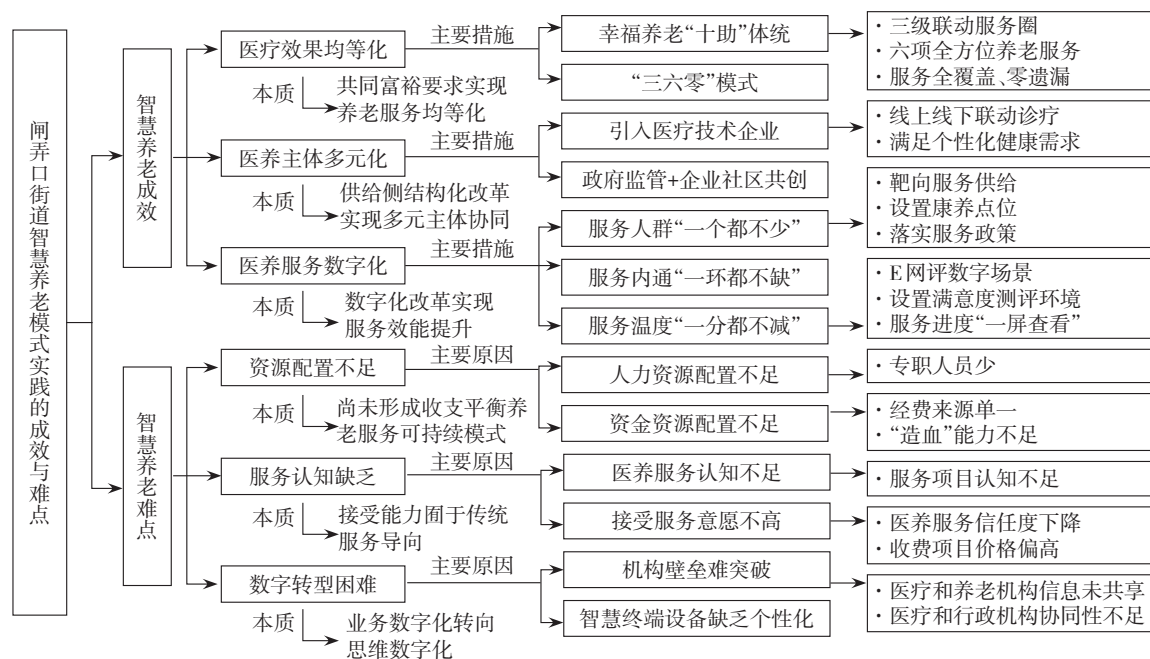 闸弄口街道智慧养老模式实践的成效与难点
智慧养老成效
医疗效果均等化
主要措施
本质
共同富裕要求实现
养老服务均等化
幸福养老“十助”体统
“三六零”模式
·三级联动服务圈
·六项全方位养老服务
·服务全覆盖、零遗漏
医养主体多元化
主要措施
本质
供给侧结构化改革
实现多元主体协同
引入医疗技术企业
政府监管+企业社区共创
·线上线下联动诊疗
·满足个性化健康需求
医养服务数字化
主要措施
本质
数字化改革实现
服务效能提升
服务人群“一个都不少”
服务内通“一环都不缺”
服务温度“一分都不减”
·靶向服务供给
·设置康养点位
·落实服务政策
·E网评数字场景
·设置满意度测评环境
·服务进度“一屏查看”
智慧养老难点
资源配置不足
主要原因
本质
尚未形成收支平衡养
老服务可持续模式
人力资源配置不足
资金资源配置不足
·专职人员少
·经费来源单一
·“造血”能力不足
服务认知缺乏
主要原因
本质
接受能力囿于传统
服务导向
医养服务认知不足
接受服务意愿不高
·服务项目认知不足
·医养服务信任度下降
·收费项目价格偏高
数字转型困难
主要原因
本质
业务数字化转向
思维数字化
机构壁垒难突破
智慧终端设备缺乏个性化
·医疗和养老机构信息未共享
·医疗和行政机构协同性不足